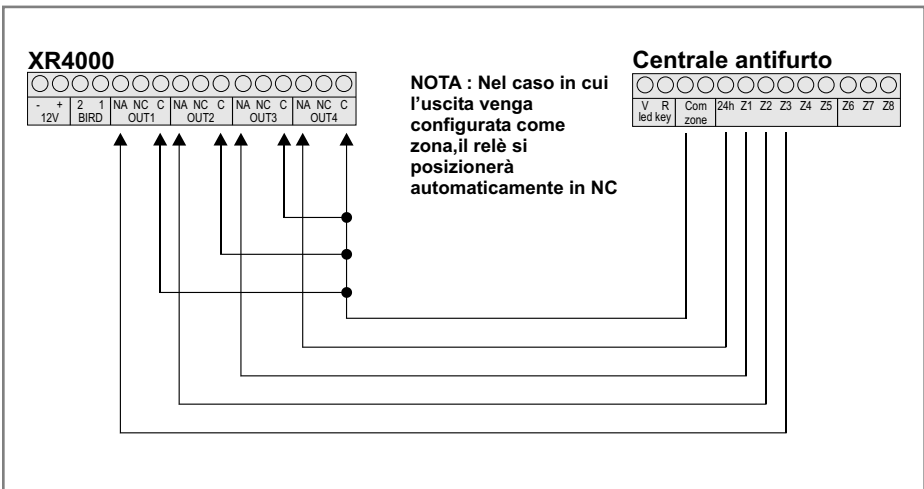 XR4000
- + 2 1 NA NC C NA NC C NA NC C NA NC C
12V BIRD OUT1 OUT2 OUT3 OUT4
NOTA : Nel caso in cui
l'uscita venga
configurata come
zona,il relè si
posizionerà
automaticamente in NC
Centrale antifurto
V R Com 24h Z1 Z2 Z3 Z4 Z5 Z6 Z7 Z8
led key zone